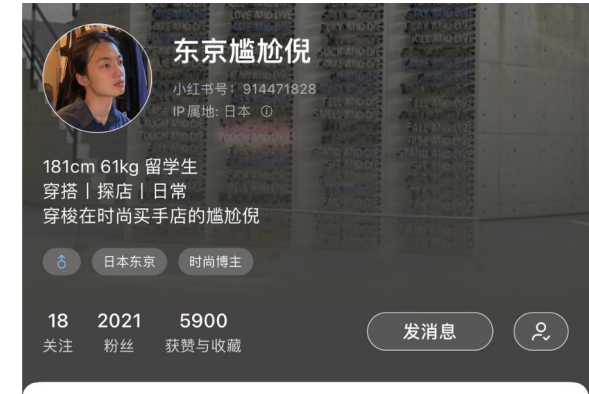 东京尴尬倪
小红书号：914471828
IP属地：日本
181cm 61kg 留学生
穿搭丨探店丨日常
穿梭在时尚买手店的尴尬倪
日本东京
时尚博主
18 2021 5900
关注 粉丝 获赞与收藏
发消息